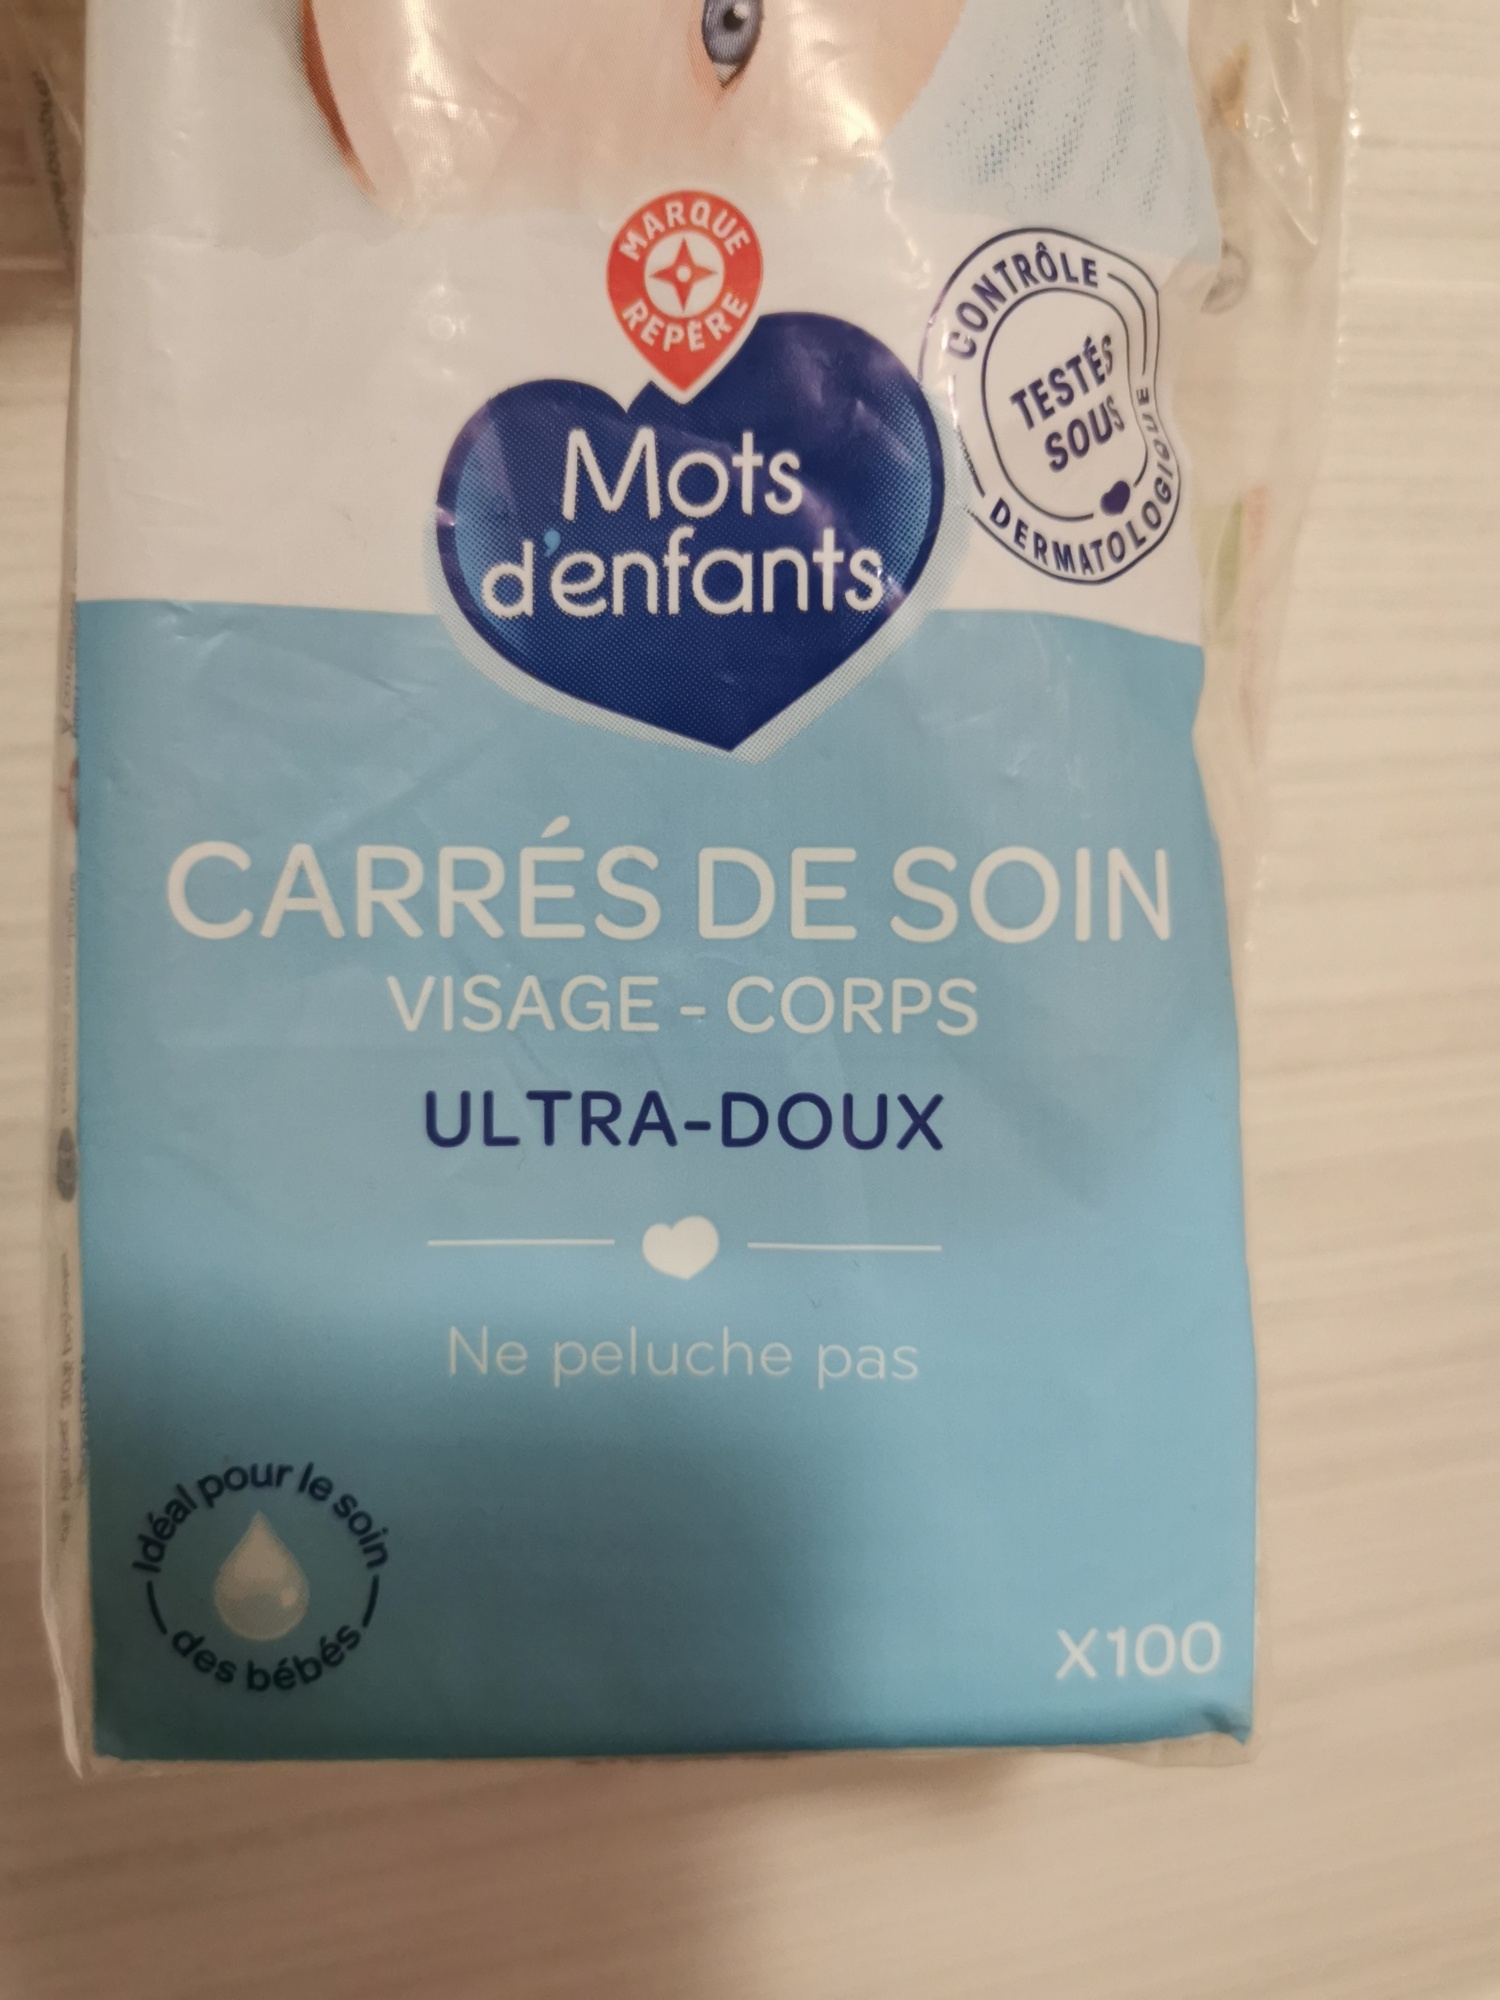 MARQUE
REPÈRE
Mots
d'enfants
CONTRÔLE
TESTÉS
SOUS
DERMATOLOGIQUE
CARRÉS DE SOIN
VISAGE - CORPS
ULTRA-DOUX
Ne peluche pas
Idéal pour le soin
des bébés
X100